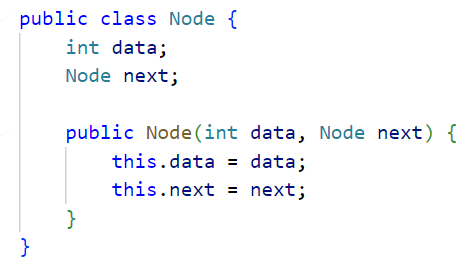 public class Node {
    int data;
    Node next;

    public Node(int data, Node next) {
        this.data = data;
        this.next = next;
    }
}